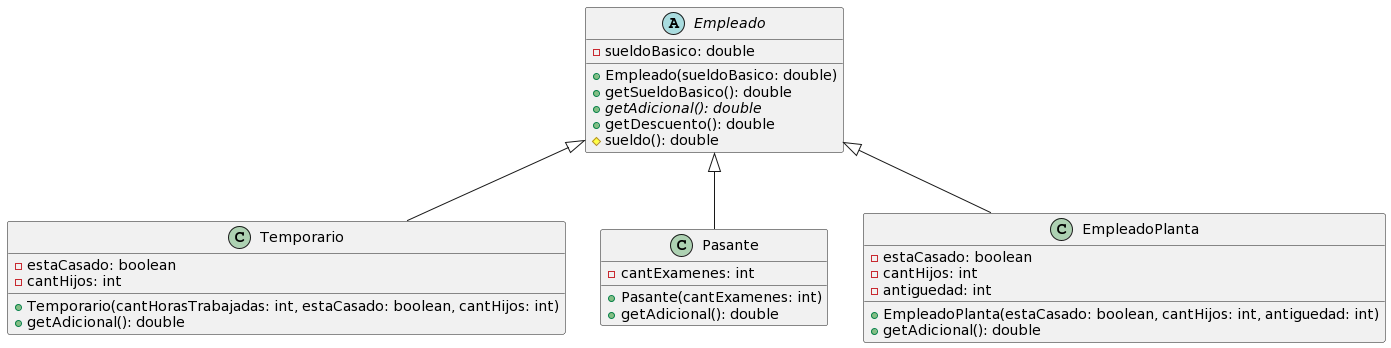 A Empleado
sueldoBasico: double
Empleado(sueldoBasico: double)
getSueldoBasico(): double
getAdicional(): double
getDescuento(): double
sueldo(): double
C Temporario
estaCasado: boolean
cantHijos: int
Temporario(cantHorasTrabajadas: int, estaCasado: boolean, cantHijos: int)
getAdicional(): double
C Pasante
cantExamenes: int
Pasante(cantExamenes: int)
getAdicional(): double
C EmpleadoPlanta
estaCasado: boolean
cantHijos: int
antiguedad: int
EmpleadoPlanta(estaCasado: boolean, cantHijos: int, antiguedad: int)
getAdicional(): double